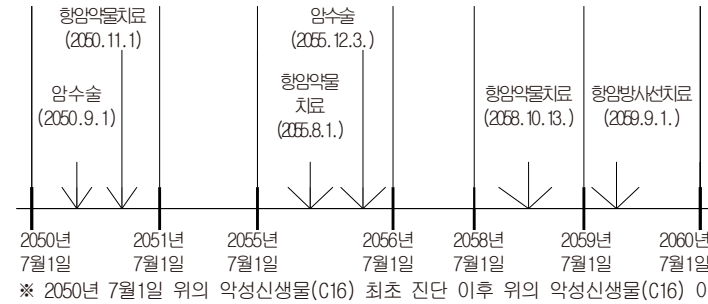 항암약물치료
(2050.11.1)
암수술
(2050.9.1)
암수술
(2055.12.3.)
항암약물
치료
(2055.8.1.)
항암약물치료
(2058.10.13.)
항암방사선치료
(2059.9.1.)
2050년
7월1일
2051년
7월1일
2055년
7월1일
2056년
7월1일
2058년
7월1일
2059년
7월1일
2060년
7월1일
※ 2050년 7월1일 위의 악성신생물(C16) 최초 진단 이후 위의 악성신생물(C16) 이